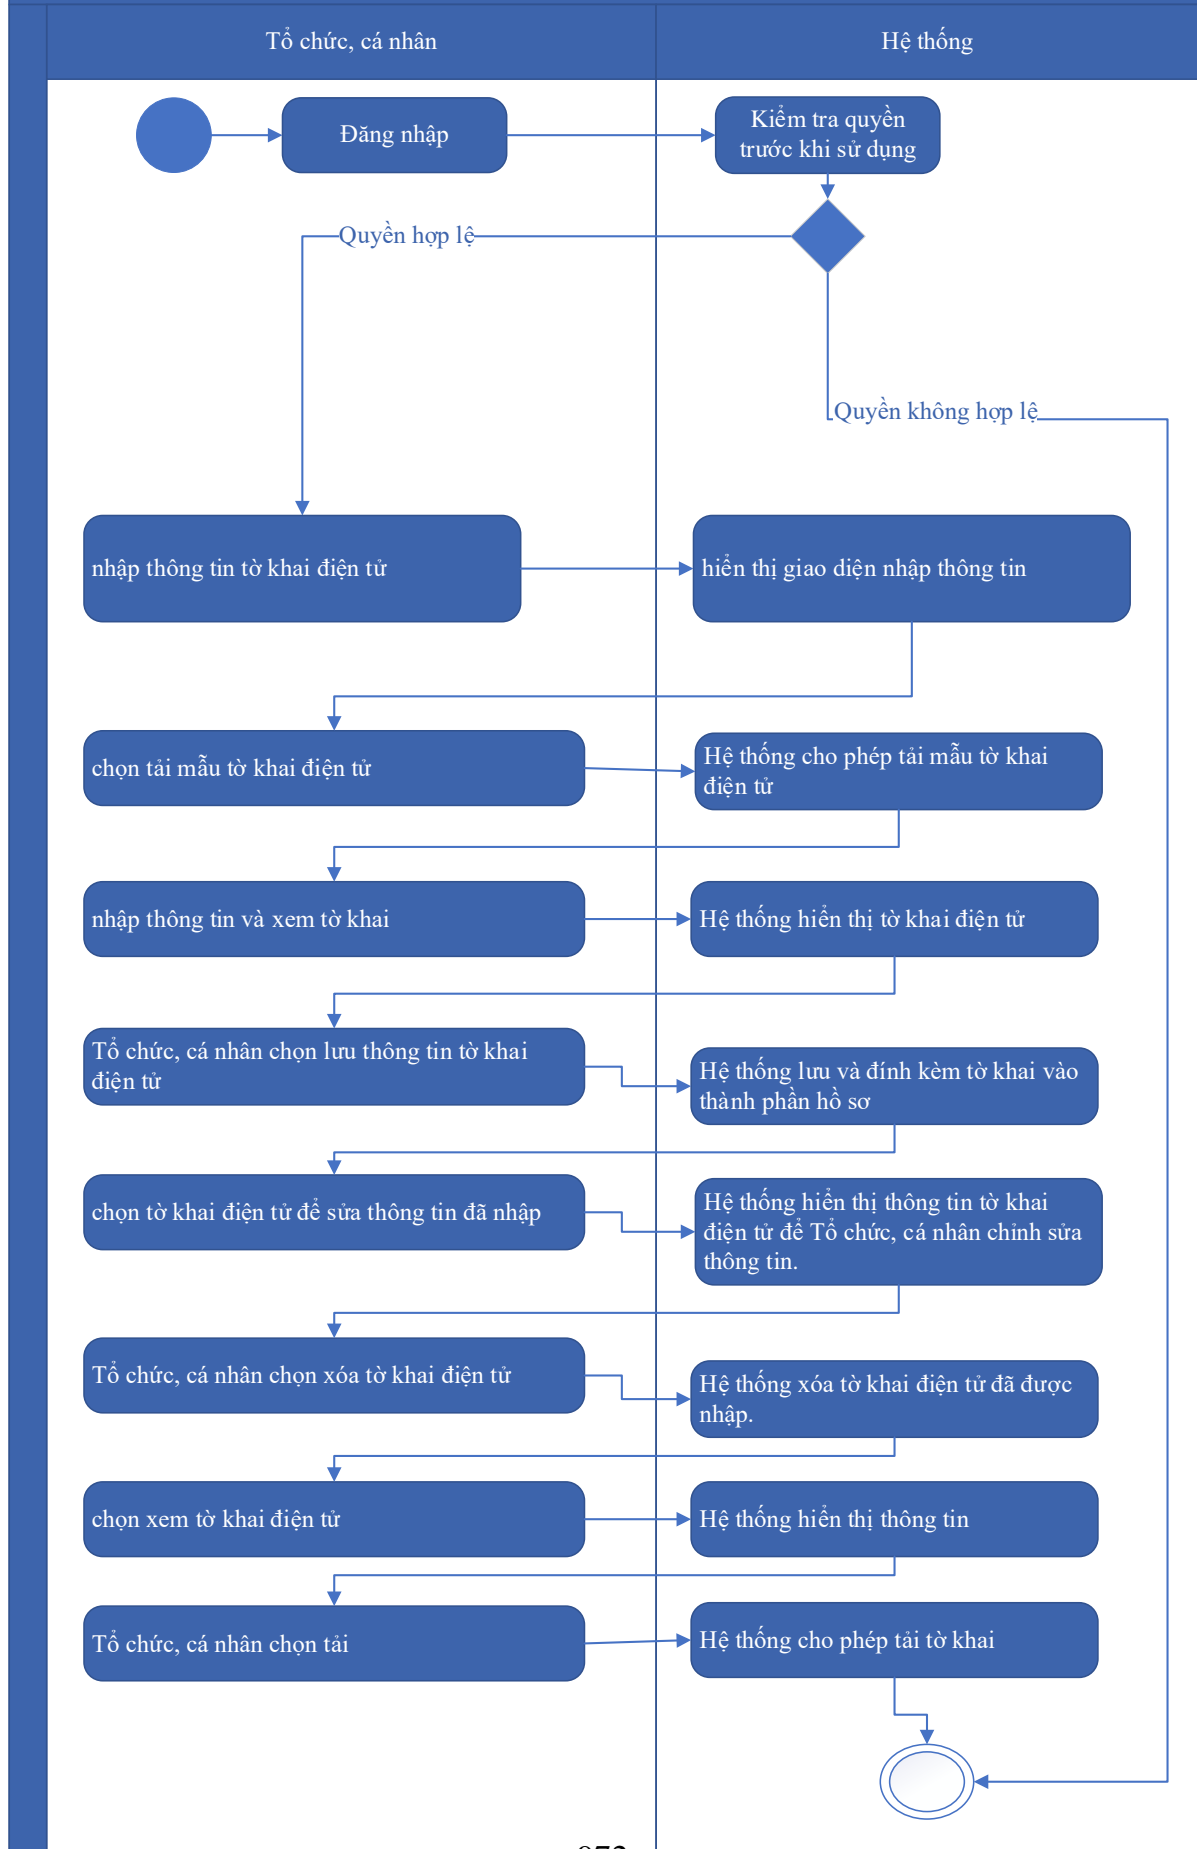 Tổ chức, cá nhân
Hệ thống
Đăng nhập
Kiểm tra quyền
trước khi sử dụng
Quyền hợp lệ
Quyền không hợp lệ
nhập thông tin tờ khai điện tử
hiển thị giao diện nhập thông tin
chọn tải mẫu tờ khai điện tử
Hệ thống cho phép tải mẫu tờ khai
điện tử
nhập thông tin và xem tờ khai
Hệ thống hiển thị tờ khai điện tử
Tổ chức, cá nhân chọn lưu thông tin tờ khai
điện tử
Hệ thống lưu và đính kèm tờ khai vào
thành phần hồ sơ
chọn tờ khai điện tử để sửa thông tin đã nhập
Hệ thống hiển thị thông tin tờ khai
điện tử để Tổ chức, cá nhân chỉnh sửa
thông tin.
Tổ chức, cá nhân chọn xóa tờ khai điện tử
Hệ thống xóa tờ khai điện tử đã được
nhập.
chọn xem tờ khai điện tử
Hệ thống hiển thị thông tin
Tổ chức, cá nhân chọn tải
Hệ thống cho phép tải tờ khai